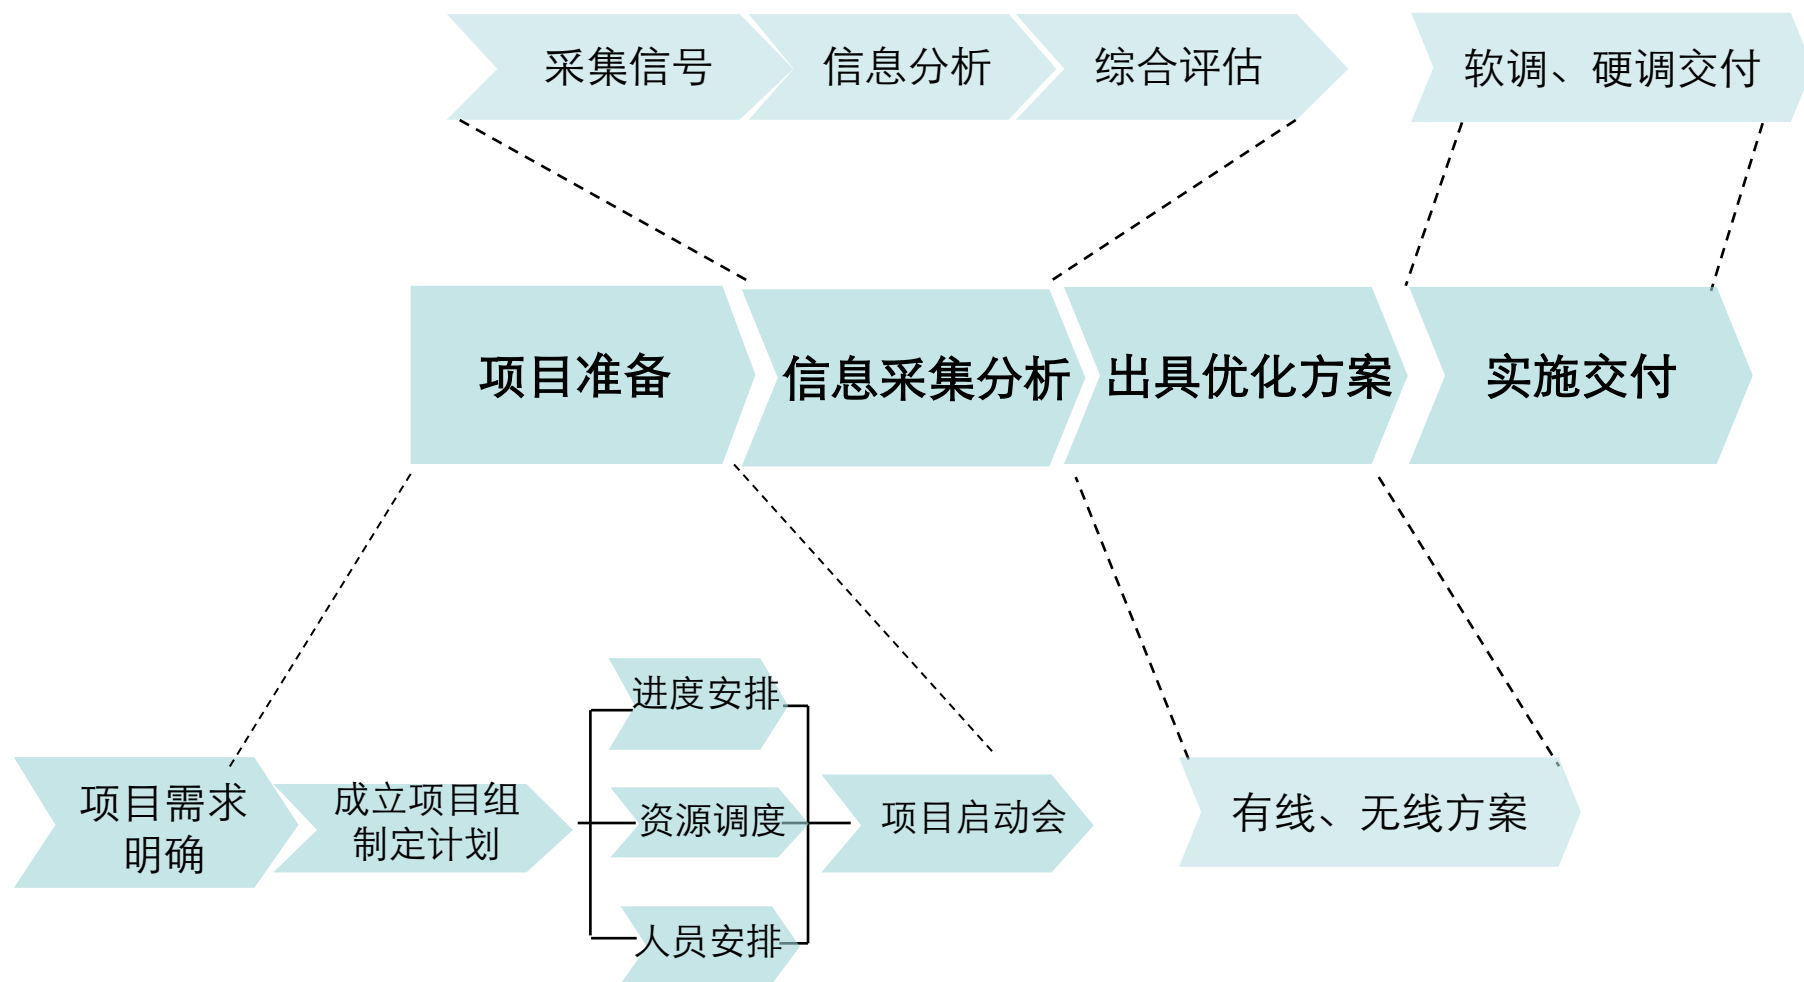 采集信号
信息分析
综合评估
软调、硬调交付
项目准备
信息采集分析
出具优化方案
实施交付
项目需求
明确
成立项目组
制定计划
进度安排
资源调度
人员安排
项目启动会
有线、无线方案